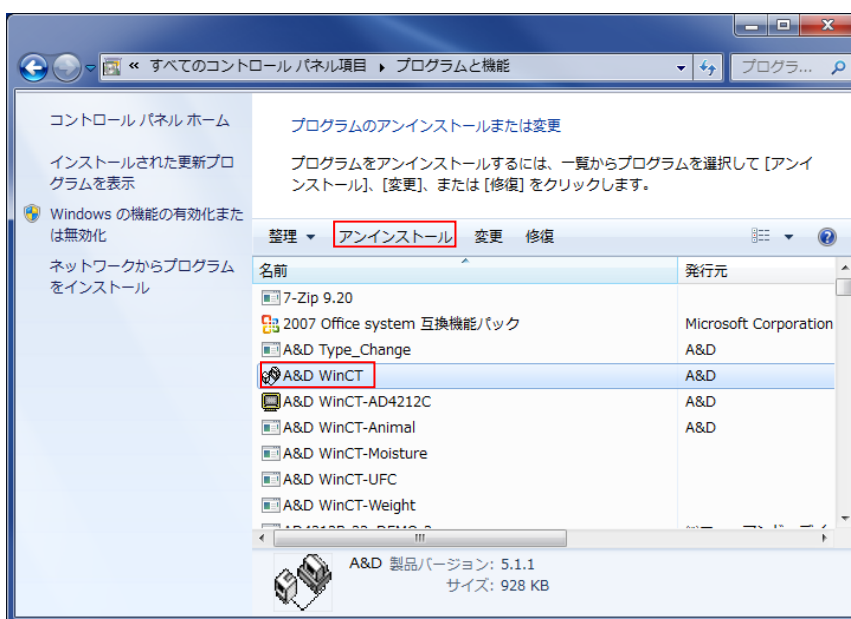 « すべてのコントロール パネル項目 ▸ プログラムと機能
プログラ...
コントロール パネル ホーム
インストールされた更新プロ
グラムを表示
Windows の機能の有効化また
は無効化
ネットワークからプログラム
をインストール
プログラムのアンインストールまたは変更
プログラムをアンインストールするには、一覧からプログラムを選択して [アンイ
ンストール]、[変更]、または [修復] をクリックします。
整理 ▼ アンインストール 変更 修復
名前 発行元
7-Zip 9.20
2007 Office system 互換機能パック Microsoft Corporation
A&D Type_Change A&D
A&D WinCT A&D
A&D WinCT-AD4212C A&D
A&D WinCT-Animal A&D
A&D WinCT-Moisture
A&D WinCT-UFC
A&D WinCT-Weight
A&D 製品バージョン: 5.1.1
サイズ: 928 KB